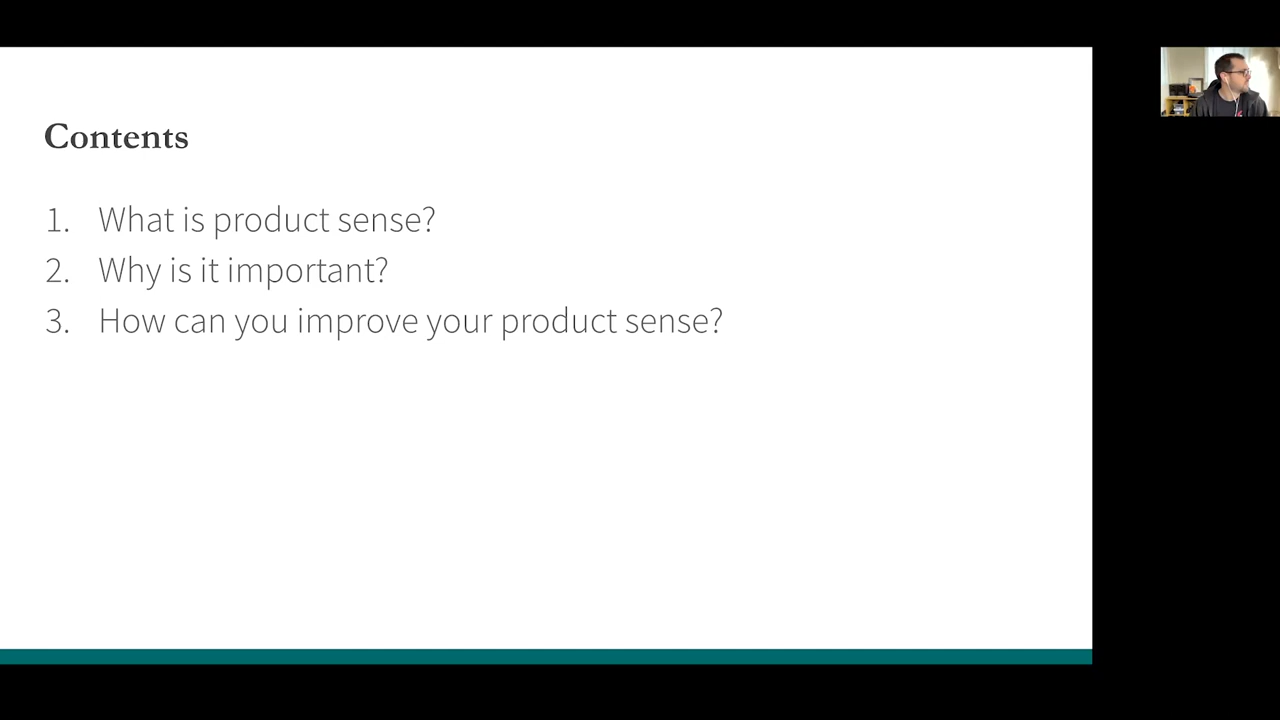 Contents
1. What is product sense?
2. Why is it important?
3. How can you improve your product sense?